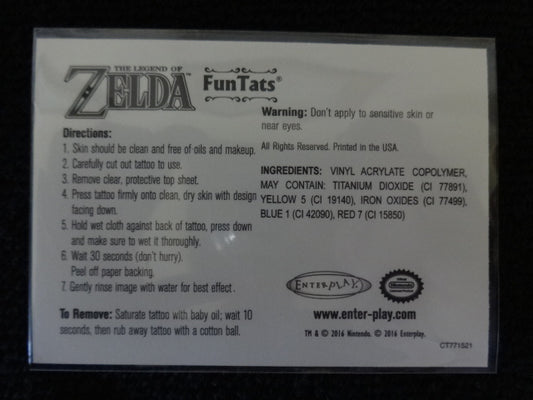 THE LEGEND OF
ZELDA™
FunTats®
Directions:
1. Skin should be clean and free of oils and makeup.
2. Carefully cut out tattoo to use.
3. Remove clear, protective top sheet.
4. Press tattoo firmly onto clean, dry skin with design
facing down.
5. Hold wet cloth against back of tattoo, press down
and make sure to wet it thoroughly.
6. Wait 30 seconds (don't hurry).
Peel off paper backing.
7. Gently rinse image with water for best effect.
To Remove: Saturate tattoo with baby oil; wait 10
seconds, then rub away tattoo with a cotton ball.
Warning: Don't apply to sensitive skin or
near eyes.
All Rights Reserved. Printed in the USA.
INGREDIENTS: VINYL ACRYLATE COPOLYMER,
MAY CONTAIN: TITANIUM DIOXIDE (CI 77891),
YELLOW 5 (CI 19140), IRON OXIDES (CI 77499),
BLUE 1 (CI 42090), RED 7 (CI 15850)
ENTERPLAY
Nintendo
www.enter-play.com
TM & © 2016 Nintendo. © 2016 Enterplay.
CT771521